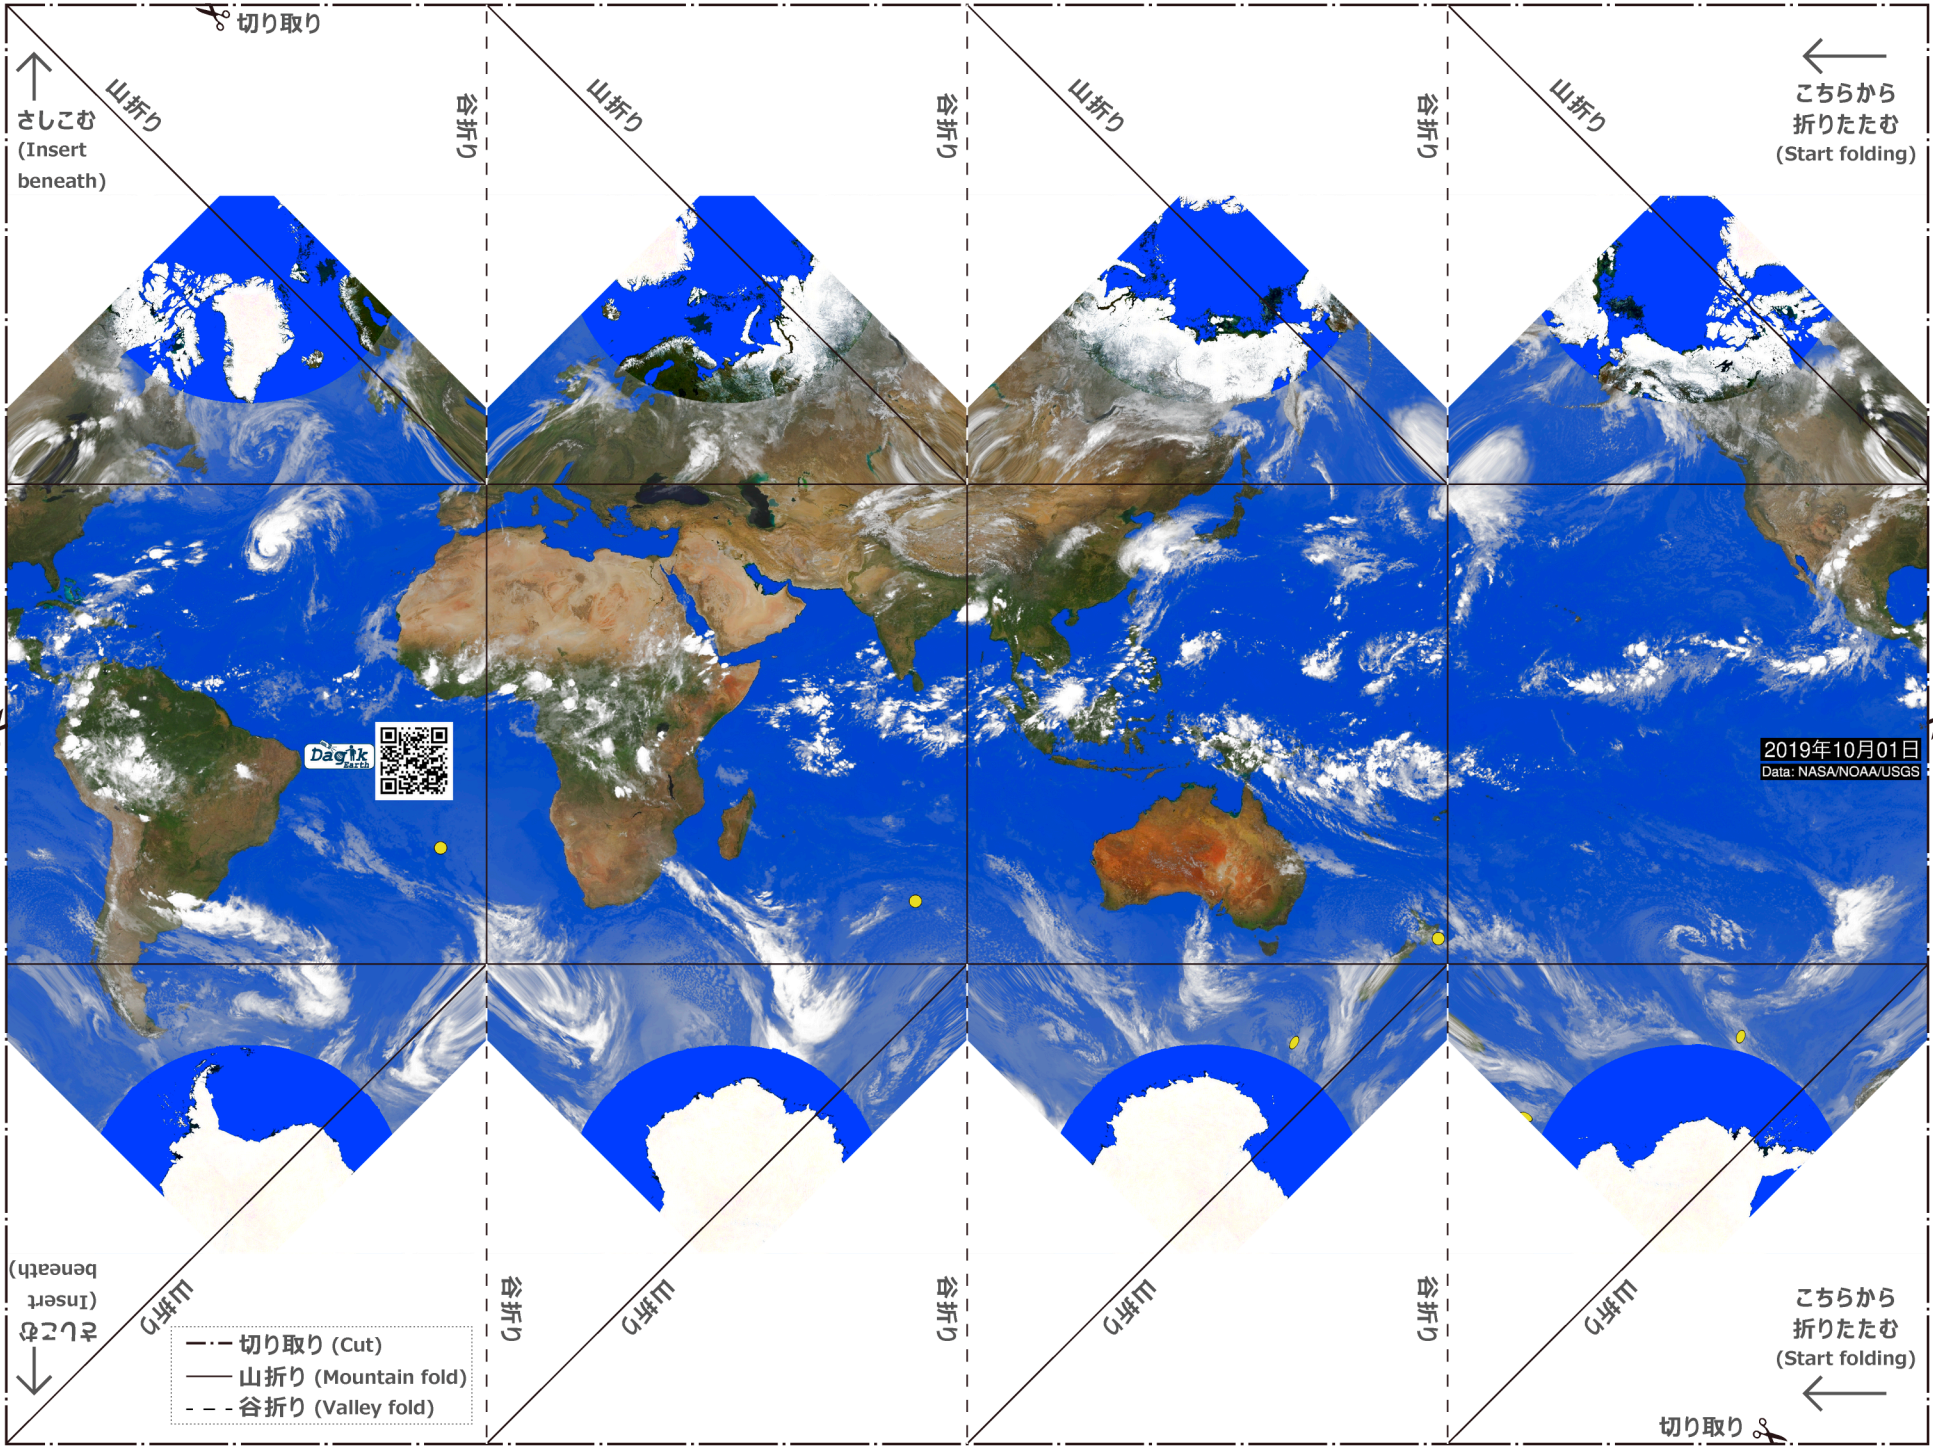 切り取り
山折り
谷折り
山折り
谷折り
山折り
谷折り
山折り
さしこむ
(Insert
beneath)
こちらから
折りたたむ
(Start folding)
Dagik
Earth
2019年10月01日
Data: NASA/NOAA/USGS
さしこむ
(Insert
beneath)
山折り
谷折り
山折り
谷折り
山折り
谷折り
山折り
切り取り (Cut)
山折り (Mountain fold)
谷折り (Valley fold)
こちらから
折りたたむ
(Start folding)
切り取り